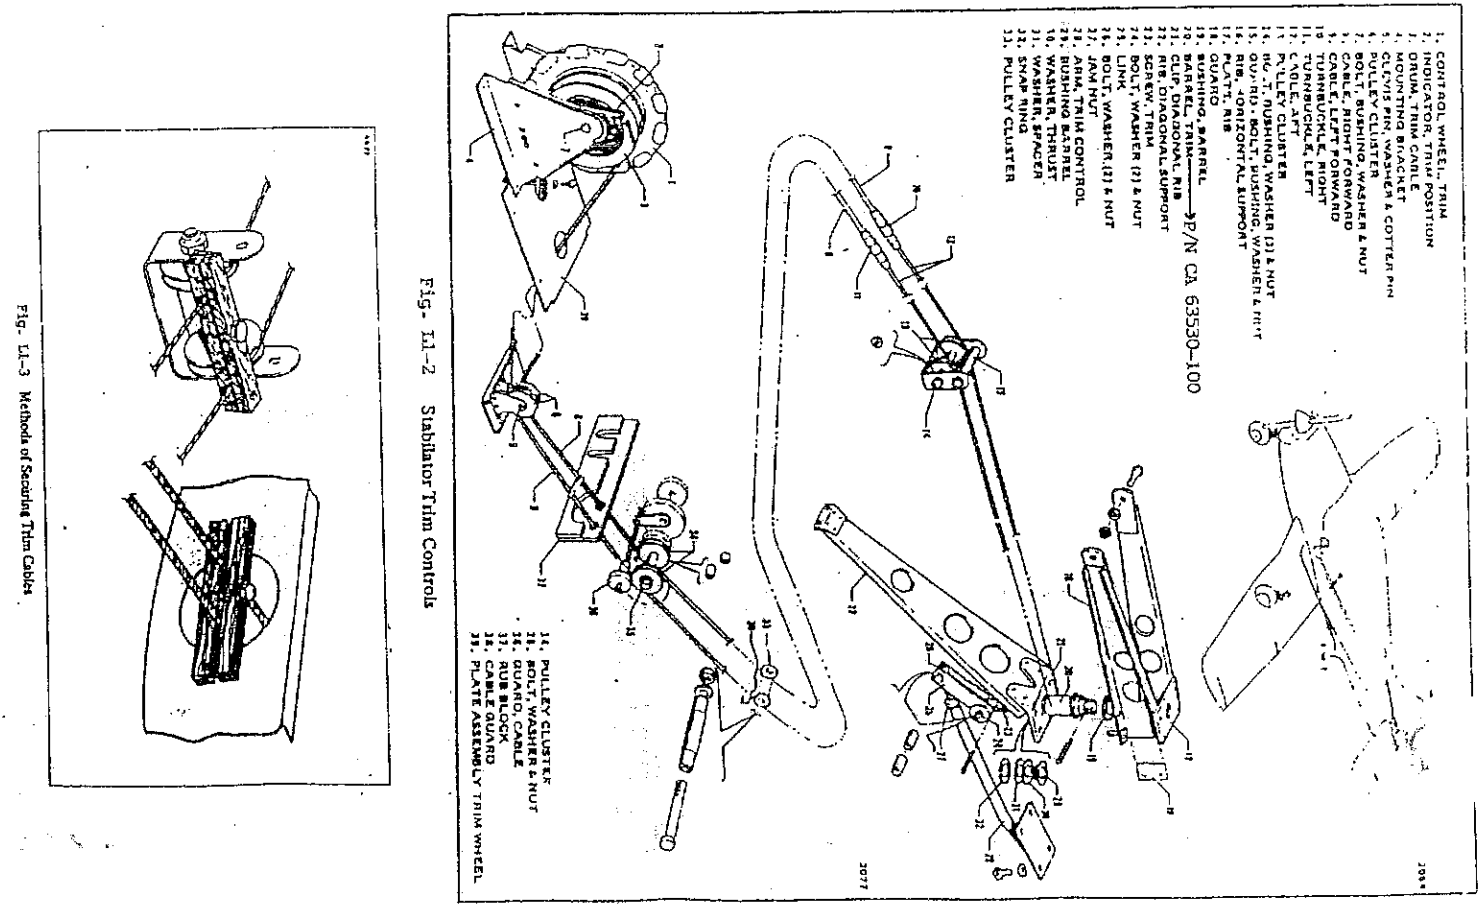 1. CONTROL WHEEL, TRIM
2. INDICATOR, TRIM POSITION
3. DRUM, TRIM CABLE
4. MOUNTING BRACKET
5. CLEVIS PIN, WASHER & COTTER PIN
6. PULLEY CLUSTER
7. BOLT, BUSHING, WASHER & NUT
8. CABLE, RIGHT FORWARD
9. CABLE, LEFT FORWARD
10 TURNBUCKLE, RIGHT
11. TURNBUCKLE, LEFT
12. CABLE, AFT
13. PULLEY CLUSTER
14. BOLT, BUSHING, WASHER (3) & NUT
15. GUARD, BOLT, BUSHING, WASHER & NUT
16. RIB, HORIZONTAL SUPPORT
17. PLATE, RIB
18. GUARD
19. BUSHING, BARREL
20. BARREL, TRIM P/N CA 63530-100
21. CLIP, DIAGONAL RIB
22. RIB, DIAGONAL SUPPORT
23. SCREW, TRIM
24. BOLT, WASHER (2) & NUT
25. LINK
26. BOLT, WASHER (2) & NUT
27. JAM NUT
28. ARM, TRIM CONTROL
29. BUSHING BARREL
30. WASHER, THRUST
31. WASHER, SPACER
32. SNAP RING
33. PULLEY CLUSTER
34. PULLEY CLUSTER
35. BOLT, WASHER & NUT
36. GUARD, CABLE
37. RUB BLOCK
38. CABLE GUARD
39. PLATE ASSEMBLY TRIM WHEEL
2077
Fig. L1-2 Stabilator Trim Controls
Fig. L1-3 Methods of Securing Trim Cables